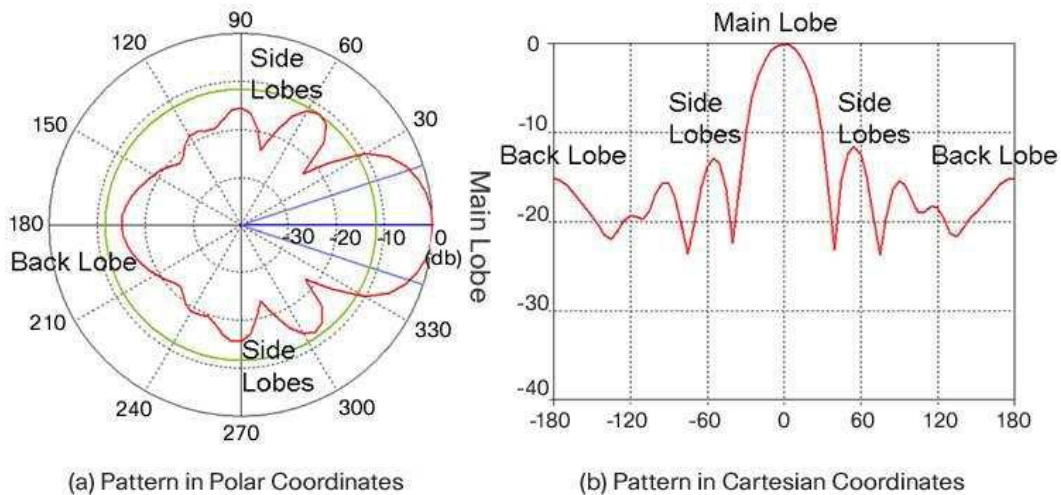 90
120
60
Side
Lobes
150
30
180
-30 -20 -10 0
(db)
Back Lobe
Main Lobe
210
330
Side
Lobes
240
300
270
(a) Pattern in Polar Coordinates
Main Lobe
0
Side
Lobes
Side
Lobes
-10
Back Lobe
Back Lobe
-20
-30
-40
-180 -120 -60 0 60 120 180
(b) Pattern in Cartesian Coordinates